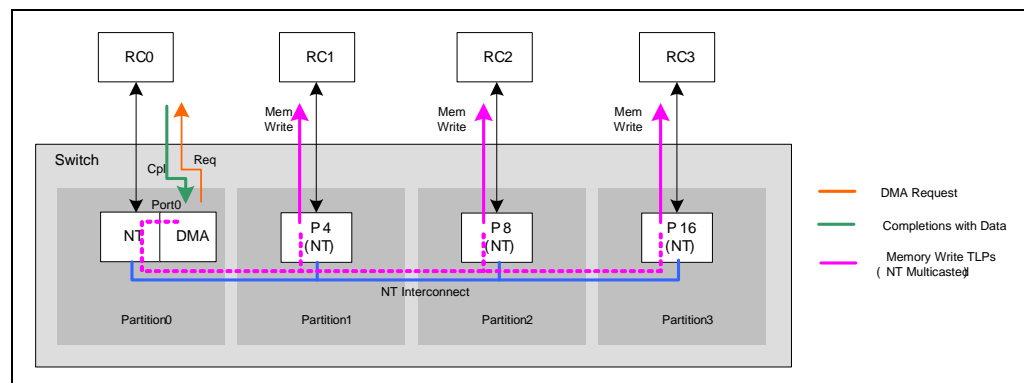 RC0
RC1
RC2
RC3
Mem
Write
Mem
Write
Mem
Write
Switch
Cpl
Req
Port0
NT
DMA
P 4
(NT)
P 8
(NT)
P 16
(NT)
NT Interconnect
Partition0
Partition1
Partition2
Partition3
DMA Request
Completions with Data
Memory Write TLPs
( NT Multicasted)